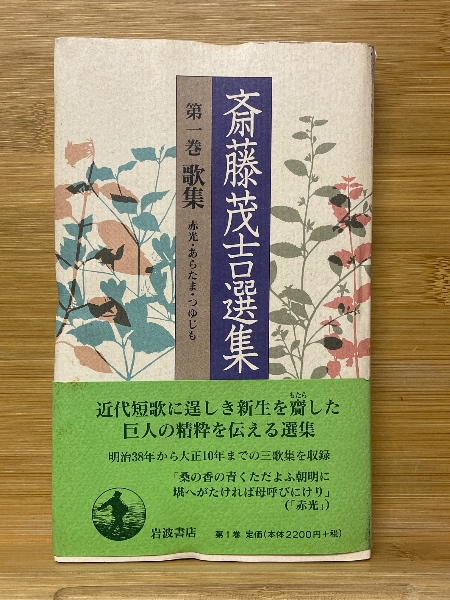 斎藤茂吉選集
第一巻 歌集 赤光・あらたま・つゆじも
近代短歌に逞しき新生を齎した
もたら
巨人の精粋を伝える選集
明治38年から大正10年までの三歌集を収録
「桑の香の青くただよふ朝明に
堪へがたければ母呼びにけり」
(「赤光」)
岩波書店 第1巻 定価(本体2200円+税)